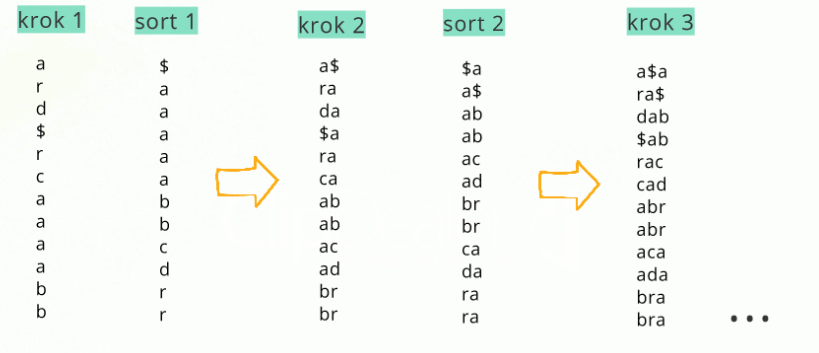 krok 1 sort 1 krok 2 sort 2 krok 3
a $ a$ $a a$a
r a ra a$ ra$
d a da ab dab
$ a $a ab $ab
r a ra ac rac
c a ca ad cad
a b ab br abr
a b ab br abr
a c ac ca aca
a d ad da ada
b r br ra bra
b r br ra bra
...